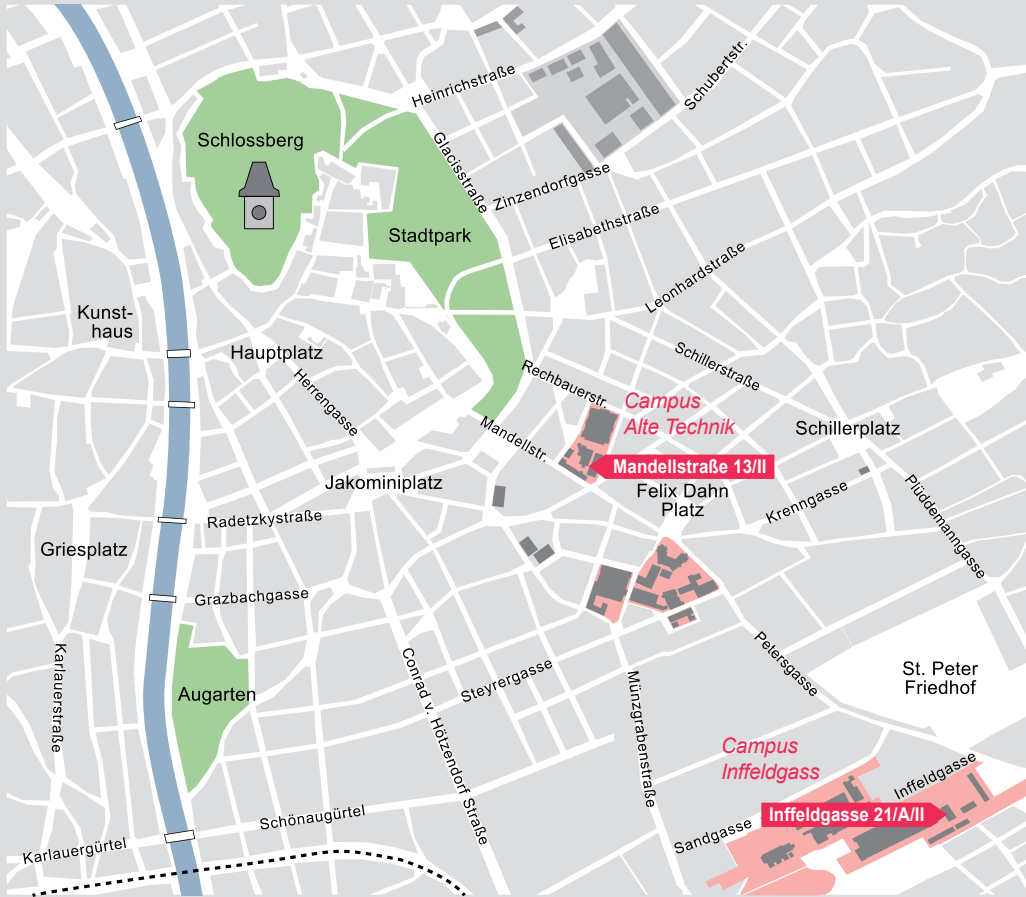 Heinrichstraße
Schubertstr.
Schlossberg
Glacisstraße
Zinzendorfgasse
Stadtpark
Elisabethstraße
Leonhardstraße
Kunst-
haus
Hauptplatz
Herrengasse
Schillerstraße
Rechbauerstr.
Campus
Alte Technik
Mandellstr.
Schillerplatz
Mandellstraße 13/II
Jakominiplatz
Felix Dahn
Platz
Krenngasse
Plüddemanngasse
Radetzkystraße
Griesplatz
Grazbachgasse
Karlauerstraße
Augarten
Conrad v. Hötzendorf Straße
Steyrergasse
Münzgrabenstraße
Petersgasse
St. Peter
Friedhof
Campus
Inffeldgass
Inffeldgasse
Inffeldgasse 21/A/II
Sandgasse
Schönaugürtel
Karlauergürtel